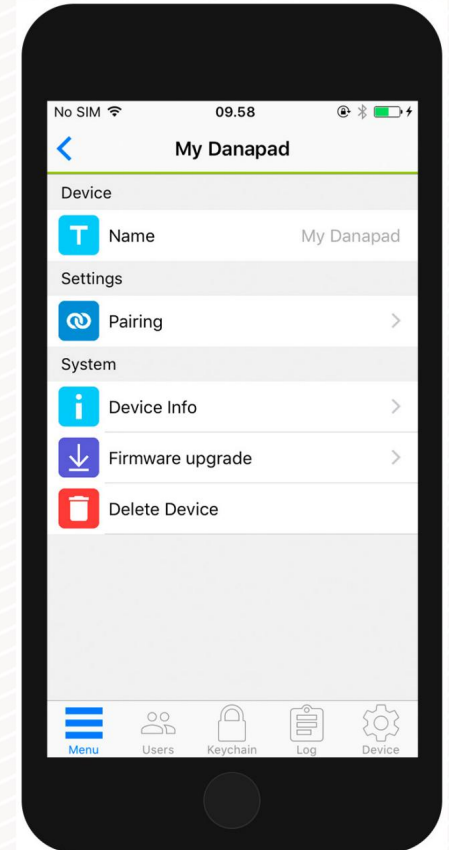 No SIM 09.58
My Danapad
Device
T Name My Danapad
Settings
Pairing
System
i Device Info
Firmware upgrade
Delete Device
Menu Users Keychain Log Device